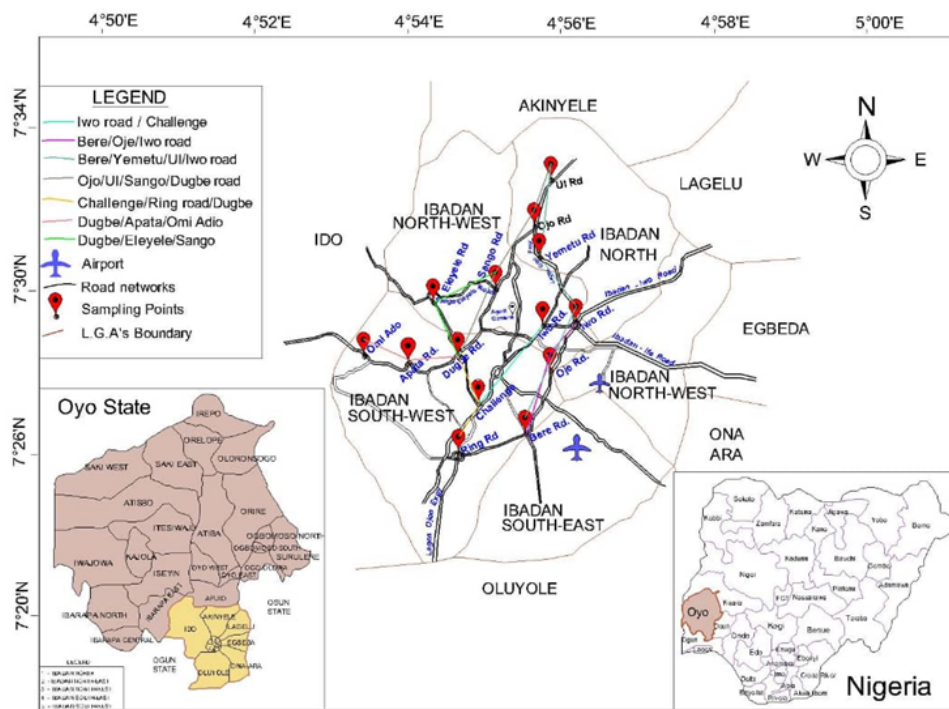 4°50'E
4°52'E
4°54'E
4°56'E
4°58'E
5°00'E
7°34'N
7°30'N
7°26'N
7°20'N
LEGEND
Iwo road / Challenge
Bere/Oje/Iwo road
Bere/Yemetu/UI/Iwo road
Ojo/UI/Sango/Dugbe road
Challenge/Ring road/Dugbe
Dugbe/Apata/Omi Adio
Dugbe/Eleyele/Sango
Airport
Road networks
Sampling Points
L.G.A's Boundary
N
W
E
S
AKINYELE
LAGELU
IDO
IBADAN
NORTH-WEST
IBADAN
NORTH
EGBEDA
IBADAN
NORTH-WEST
IBADAN
SOUTH-WEST
ONA
ARA
IBADAN
SOUTH-EAST
OLUYOLE
UI Rd
Ojo Rd
Yemetu Rd
Sango Rd
Eleyele Rd
Iwo Rd.
Ibadan - Iwo Road
Ibadan - Ife Road
Omi Ado
Apata Rd.
Dugbe Rd.
Oje Rd.
Challenge
Ring Rd
Bere Rd.
Oyo State
IREPO
ORELOPE
OLORUNSOGO
SAKI WEST
SAKI EAST
ATISBO
ORIRE
ITESIWAJU
ATIBA
KAJOLA
IWAJOWA
ISEYIN
OYO WEST
OYO EAST
SURULERE
AFIJIO
IBARAPA EAST
IBARAPA NORTH
IBARAPA CENTRAL
IDO
AKINYELE
LAGELU
EGBEDA
OLUYOLE
OSUN
STATE
OGUN
STATE
Sokoto
Kebbi
Zamfara
Katsina
Kano
Jigawa
Yobe
Kaduna
Bauchi
Gombe
Adamawa
Niger
FCT
Kwara
Oyo
Ogun
Lagos
Ondo
Edo
Kogi
Benue
Taraba
Enugu
Ebonyi
Cross River
Nigeria